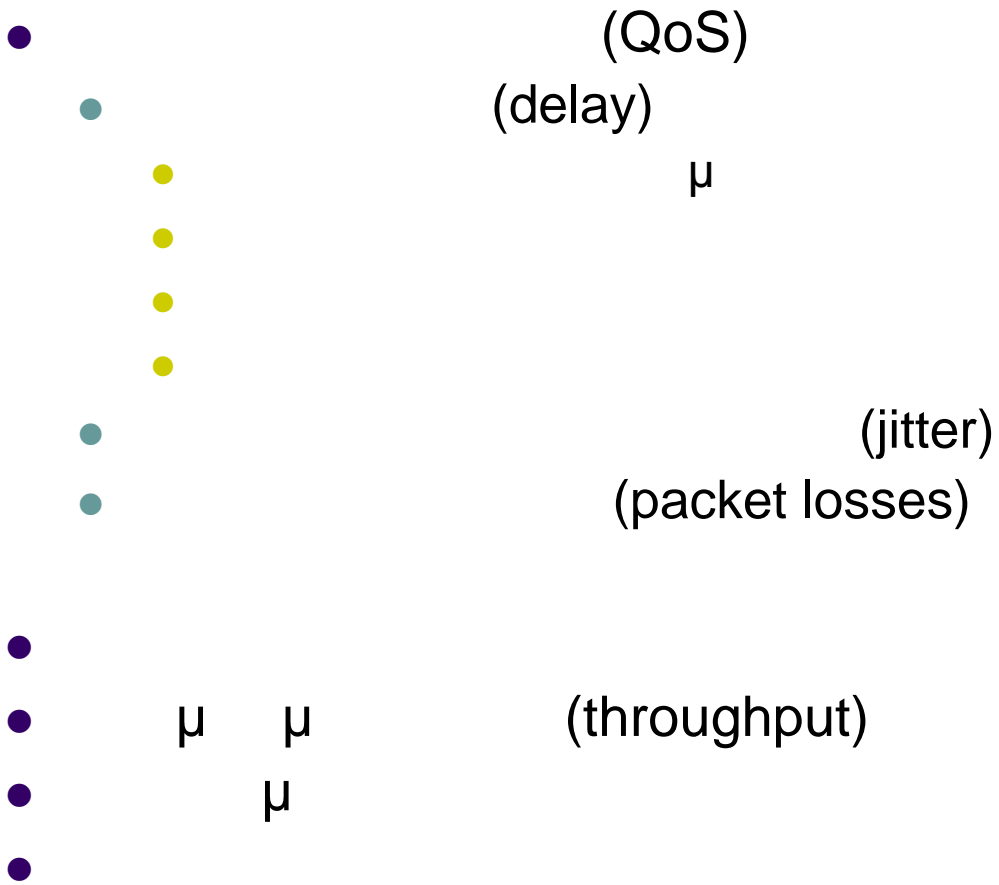 ● (QoS)
● (delay)
● μ
●
●
●
● (jitter)
● (packet losses)
●
● μ μ (throughput)
● μ
●